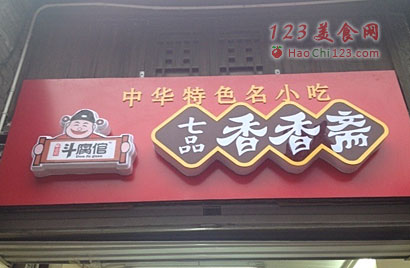 123美食网
HaoChi123.com
中华特色名小吃
七品
香香斋
斗腐倌